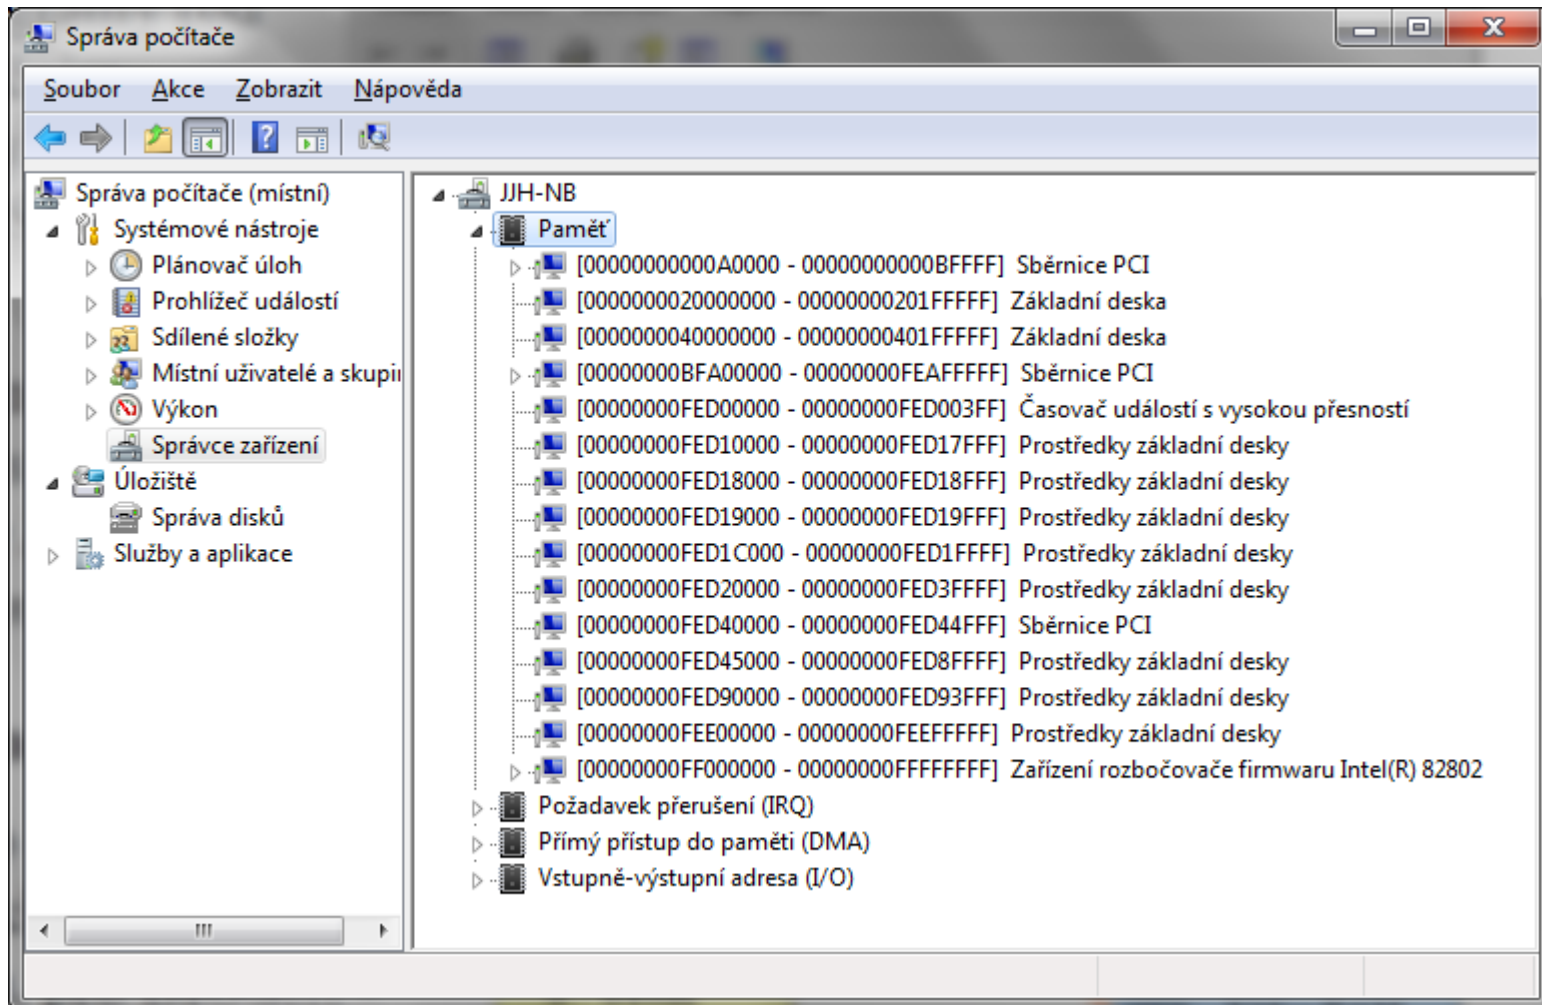 Správa počítače
Soubor Akce Zobrazit Nápověda
Správa počítače (místní)
Systémové nástroje
Plánovač úloh
Prohlížeč událostí
Sdílené složky
Místní uživatelé a skupin
Výkon
Správce zařízení
Úložiště
Správa disků
Služby a aplikace
JJH-NB
Paměť
[00000000000A0000 - 00000000000BFFFF] Sběrnice PCI
[0000000020000000 - 00000000201FFFFF] Základní deska
[0000000040000000 - 00000000401FFFFF] Základní deska
[00000000BFA00000 - 00000000FEAFFFFF] Sběrnice PCI
[00000000FED00000 - 00000000FED003FF] Časovač událostí s vysokou přesností
[00000000FED10000 - 00000000FED17FFF] Prostředky základní desky
[00000000FED18000 - 00000000FED18FFF] Prostředky základní desky
[00000000FED19000 - 00000000FED19FFF] Prostředky základní desky
[00000000FED1C000 - 00000000FED1FFFF] Prostředky základní desky
[00000000FED20000 - 00000000FED3FFFF] Prostředky základní desky
[00000000FED40000 - 00000000FED44FFF] Sběrnice PCI
[00000000FED45000 - 00000000FED8FFFF] Prostředky základní desky
[00000000FED90000 - 00000000FED93FFF] Prostředky základní desky
[00000000FEE00000 - 00000000FEEFFFFF] Prostředky základní desky
[00000000FF000000 - 00000000FFFFFFFF] Zařízení rozbočovače firmwaru Intel(R) 82802
Požadavek přerušení (IRQ)
Přímý přístup do paměti (DMA)
Vstupně-výstupní adresa (I/O)